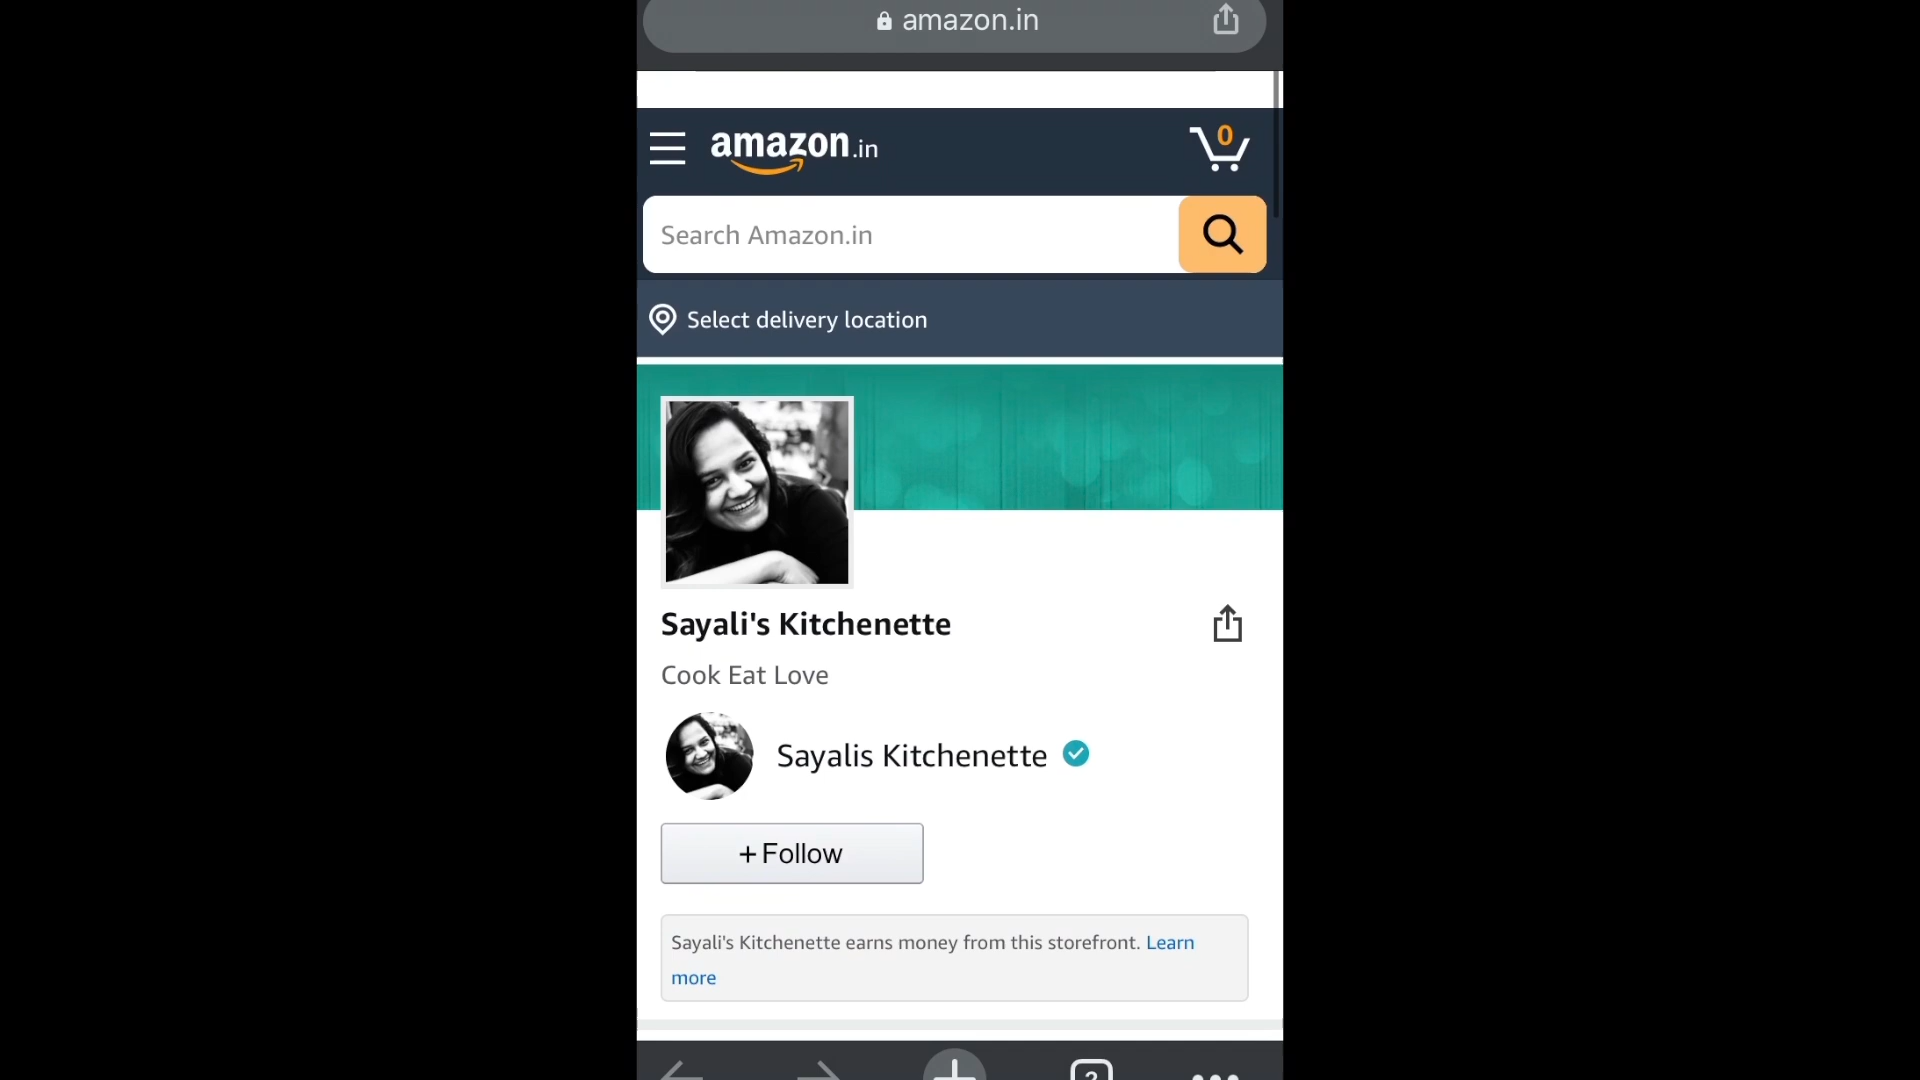 amazon.in
amazon.in
0
Search Amazon.in
Select delivery location
Sayali's Kitchenette
Cook Eat Love
Sayalis Kitchenette
+Follow
Sayali's Kitchenette earns money from this storefront. Learn
more